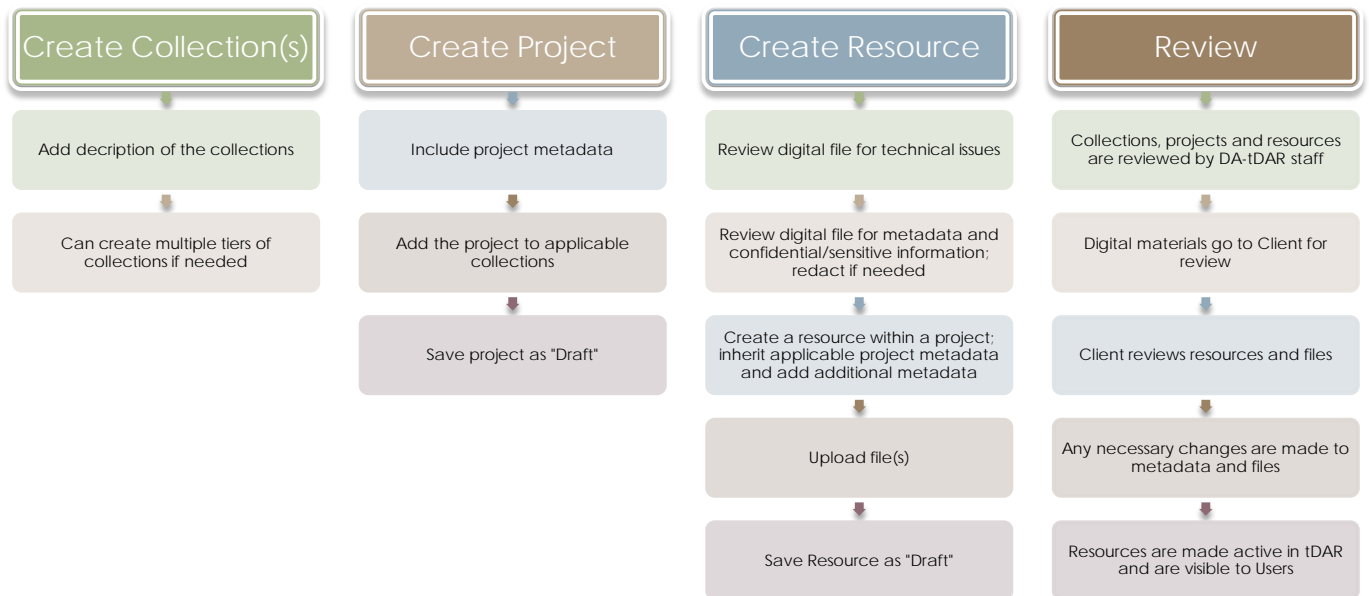 Create Collection(s)
Add decription of the collections
Can create multiple tiers of
collections if needed
Create Project
Include project metadata
Add the project to applicable
collections
Save project as "Draft"
Create Resource
Review digital file for technical issues
Review digital file for metadata and
confidential/sensitive information;
redact if needed
Create a resource within a project;
inherit applicable project metadata
and add additional metadata
Upload file(s)
Save Resource as "Draft"
Review
Collections, projects and resources
are reviewed by DA-tDAR staff
Digital materials go to Client for
review
Client reviews resources and files
Any necessary changes are made to
metadata and files
Resources are made active in tDAR
and are visible to Users